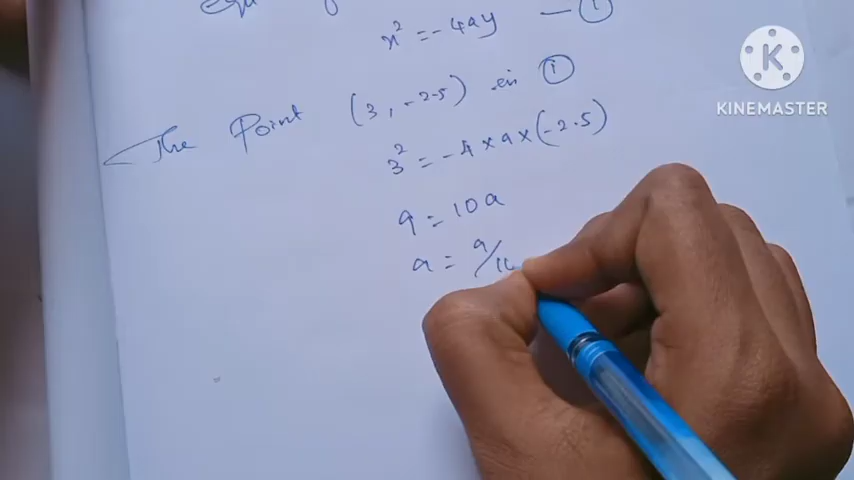 x² = -4ay — ①
The Point (3, -2.5) in ①
3² = -4 × a × (-2.5)
9 = 10a
a = 9/10
KINEMASTER